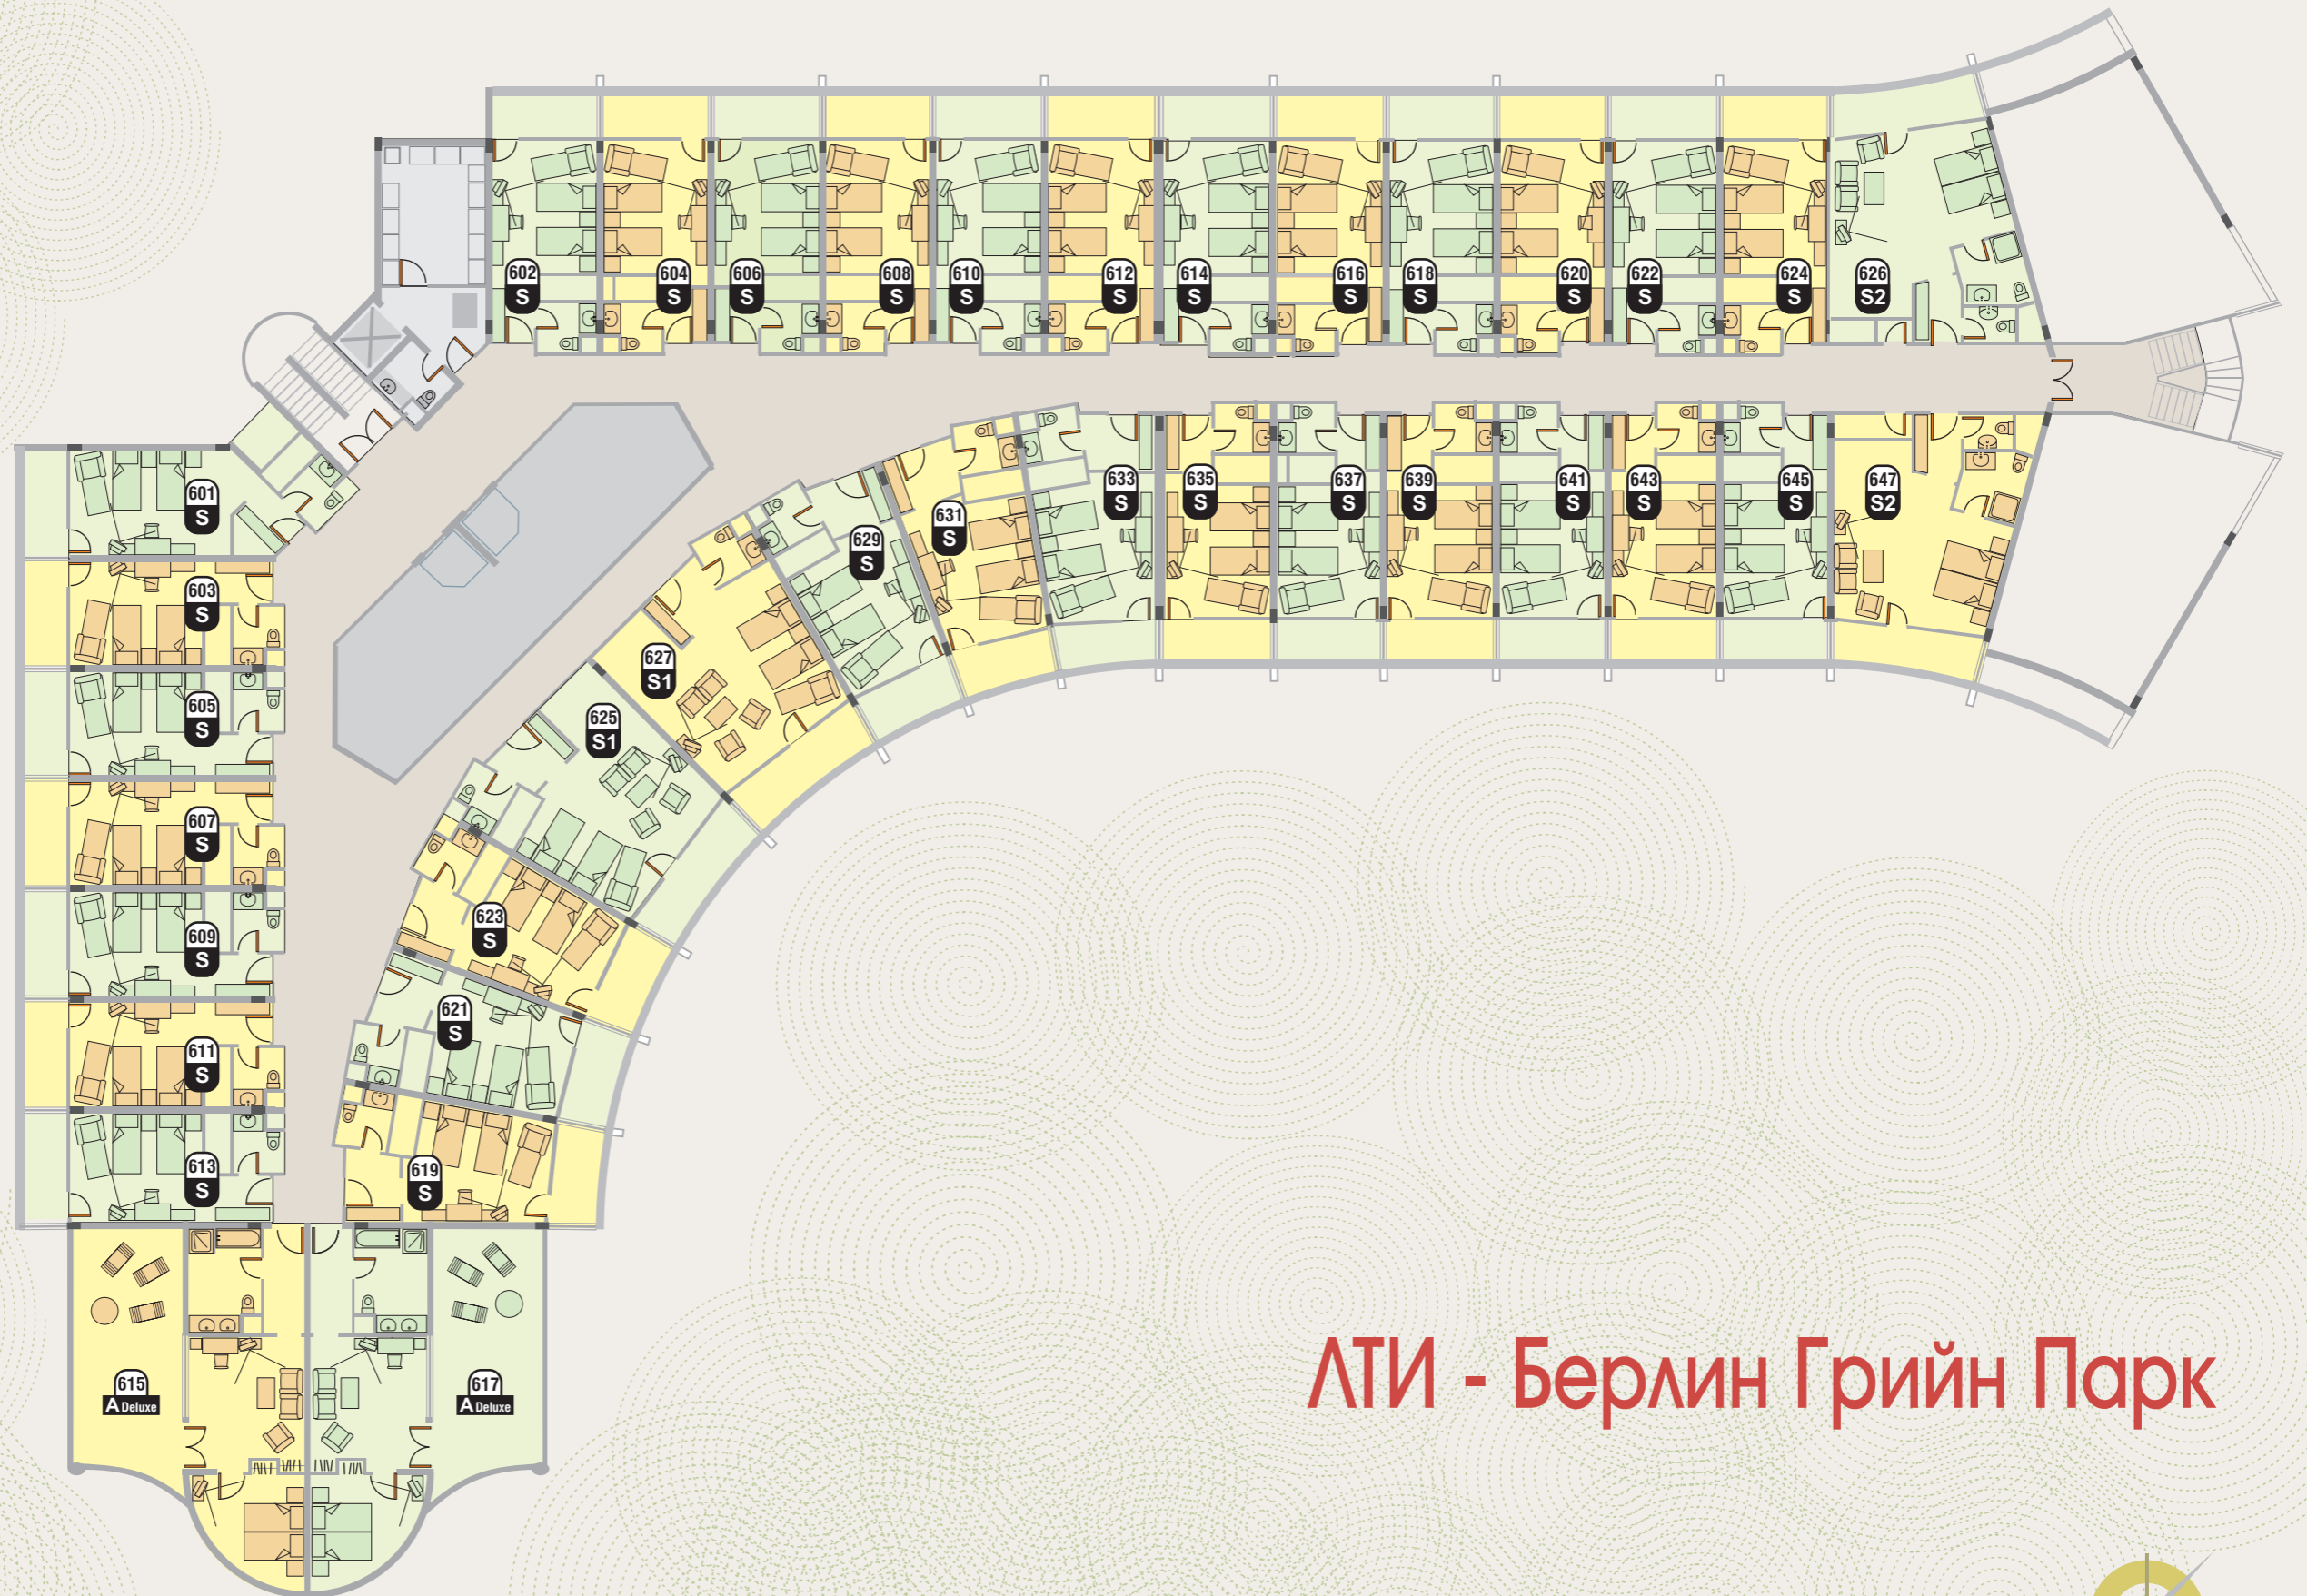 602
S
604
S
606
S
608
S
610
S
612
S
614
S
616
S
618
S
620
S
622
S
624
S
626
S2
601
S
603
S
605
S
607
S
609
S
611
S
613
S
615
A Deluxe
617
A Deluxe
619
S
621
S
623
S
625
S1
627
S1
629
S
631
S
633
S
635
S
637
S
639
S
641
S
643
S
645
S
647
S2
ЛТИ - Берлин Грийн Парк